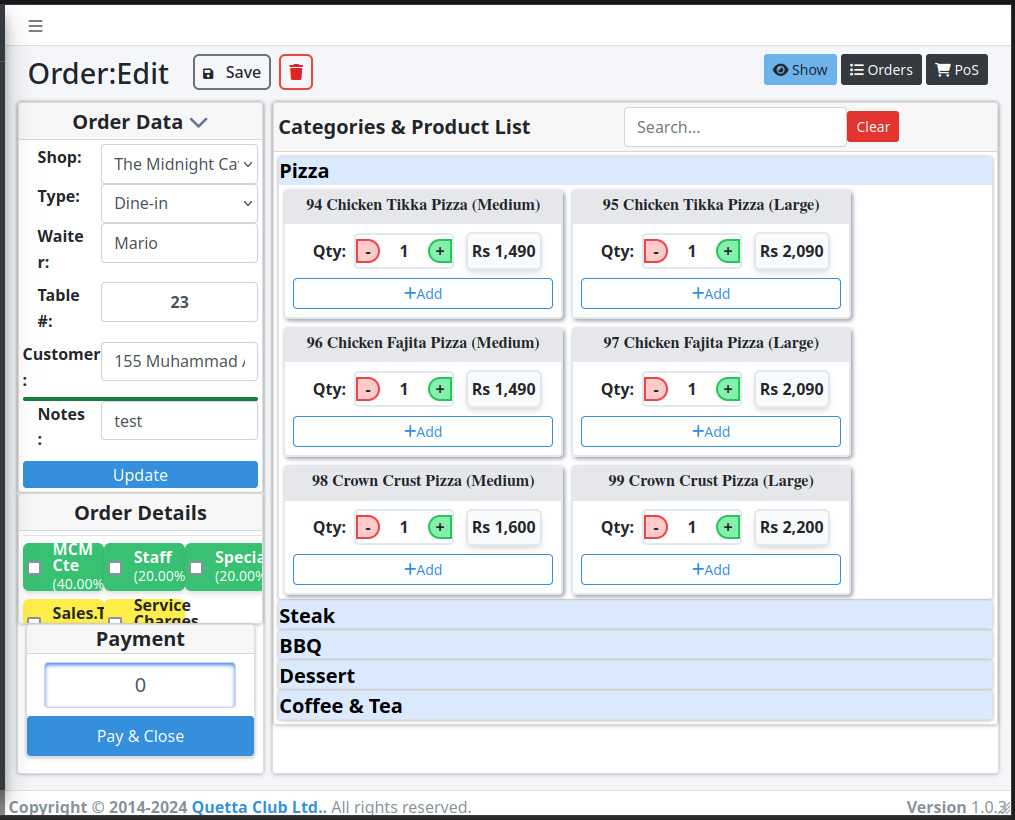 Order:Edit
Save
Show
Orders
PoS
Order Data
Shop:
The Midnight Ca
Type:
Dine-in
Waite
r:
Mario
Table
#:
23
Customer
:
155 Muhammad
Notes
:
test
Update
Order Details
MCM
Cte
(40.00%
Staff
(20.00%
Specia
(20.00%
Sales.T
Service
Charges
Payment
0
Pay & Close
Categories & Product List
Search...
Clear
Pizza
94 Chicken Tikka Pizza (Medium)
Qty: - 1 + Rs 1,490
+Add
95 Chicken Tikka Pizza (Large)
Qty: - 1 + Rs 2,090
+Add
96 Chicken Fajita Pizza (Medium)
Qty: - 1 + Rs 1,490
+Add
97 Chicken Fajita Pizza (Large)
Qty: - 1 + Rs 2,090
+Add
98 Crown Crust Pizza (Medium)
Qty: - 1 + Rs 1,600
+Add
99 Crown Crust Pizza (Large)
Qty: - 1 + Rs 2,200
+Add
Steak
BBQ
Dessert
Coffee & Tea
Copyright © 2014-2024 Quetta Club Ltd.. All rights reserved.
Version 1.0.3